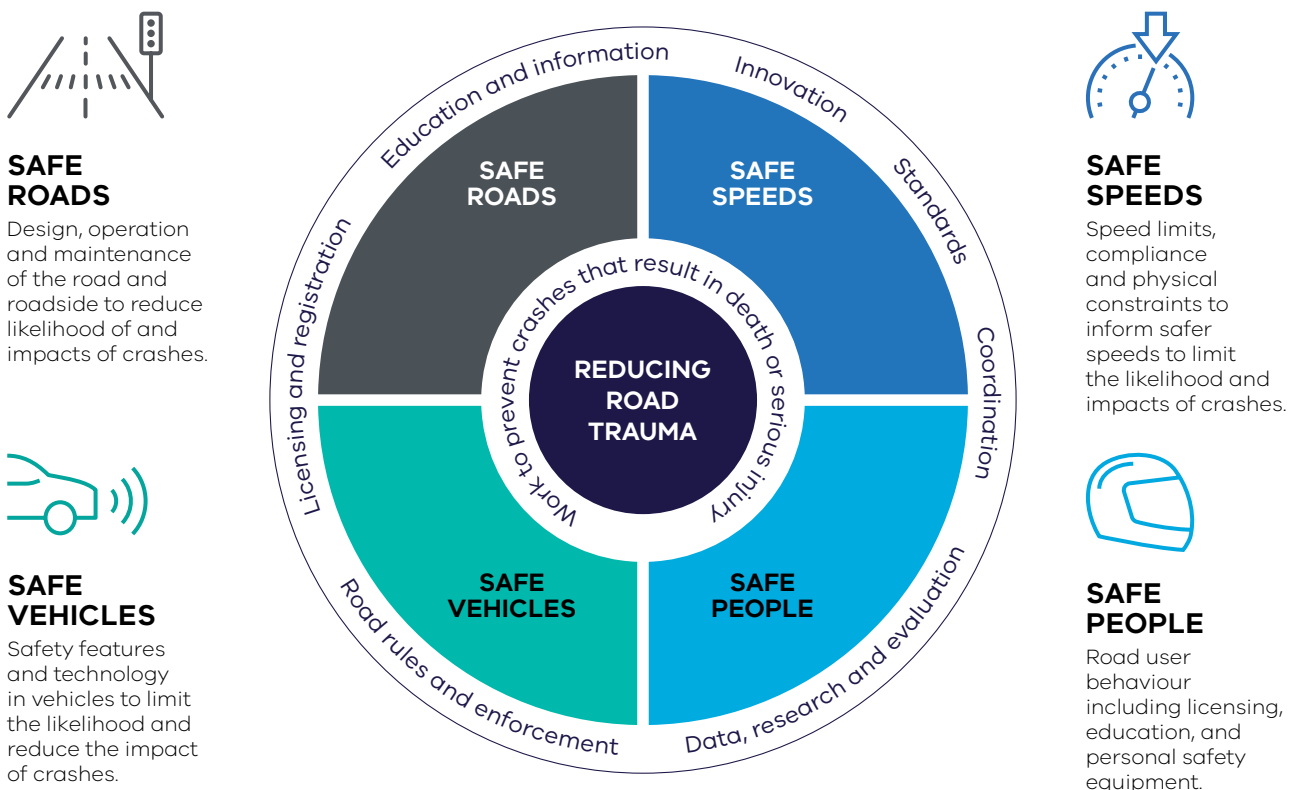 SAFE
ROADS
Design, operation
and maintenance
of the road and
roadside to reduce
likelihood of and
impacts of crashes.
SAFE
VEHICLES
Safety features
and technology
in vehicles to limit
the likelihood and
reduce the impact
of crashes.
Education and information
Innovation
Standards
Coordination
Data, research and evaluation
Road rules and enforcement
Licensing and registration
SAFE
ROADS
SAFE
SPEEDS
SAFE
VEHICLES
SAFE
PEOPLE
Work to prevent crashes that result in death or serious injury
REDUCING
ROAD
TRAUMA
SAFE
SPEEDS
Speed limits,
compliance
and physical
constraints to
inform safer
speeds to limit
the likelihood and
impacts of crashes.
SAFE
PEOPLE
Road user
behaviour
including licensing,
education, and
personal safety
equipment.